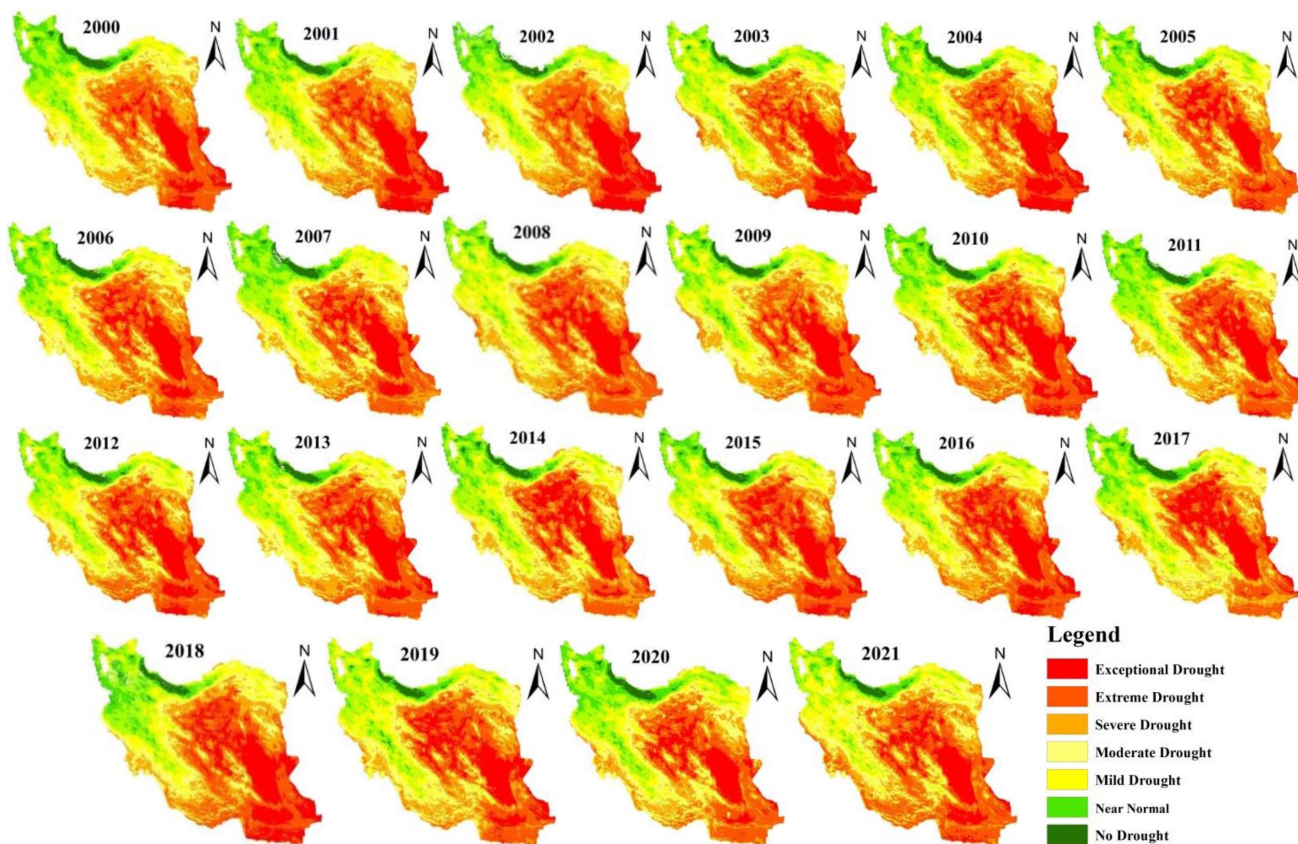 2000
N
2001
N
2002
N
2003
N
2004
N
2005
N
2006
N
2007
N
2008
N
2009
N
2010
N
2011
N
2012
N
2013
N
2014
N
2015
N
2016
N
2017
N
2018
N
2019
N
2020
N
2021
N
Legend
Exceptional Drought
Extreme Drought
Severe Drought
Moderate Drought
Mild Drought
Near Normal
No Drought